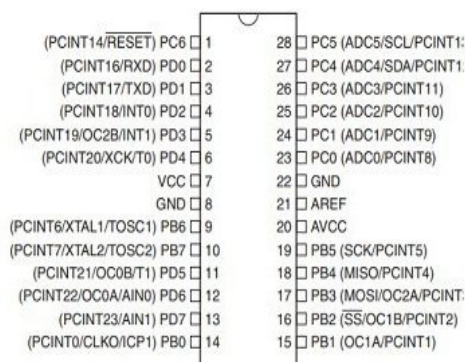 (PCINT14/RESET) PC6 1
(PCINT16/RXD) PD0 2
(PCINT17/TXD) PD1 3
(PCINT18/INT0) PD2 4
(PCINT19/OC2B/INT1) PD3 5
(PCINT20/XCK/T0) PD4 6
VCC 7
GND 8
(PCINT6/XTAL1/TOSC1) PB6 9
(PCINT7/XTAL2/TOSC2) PB7 10
(PCINT21/OC0B/T1) PD5 11
(PCINT22/OC0A/AIN0) PD6 12
(PCINT23/AIN1) PD7 13
(PCINT0/CLKO/ICP1) PB0 14
28 PC5 (ADC5/SCL/PCINT1
27 PC4 (ADC4/SDA/PCINT1
26 PC3 (ADC3/PCINT11)
25 PC2 (ADC2/PCINT10)
24 PC1 (ADC1/PCINT9)
23 PC0 (ADC0/PCINT8)
22 GND
21 AREF
20 AVCC
19 PB5 (SCK/PCINT5)
18 PB4 (MISO/PCINT4)
17 PB3 (MOSI/OC2A/PCINT
16 PB2 (SS/OC1B/PCINT2)
15 PB1 (OC1A/PCINT1)